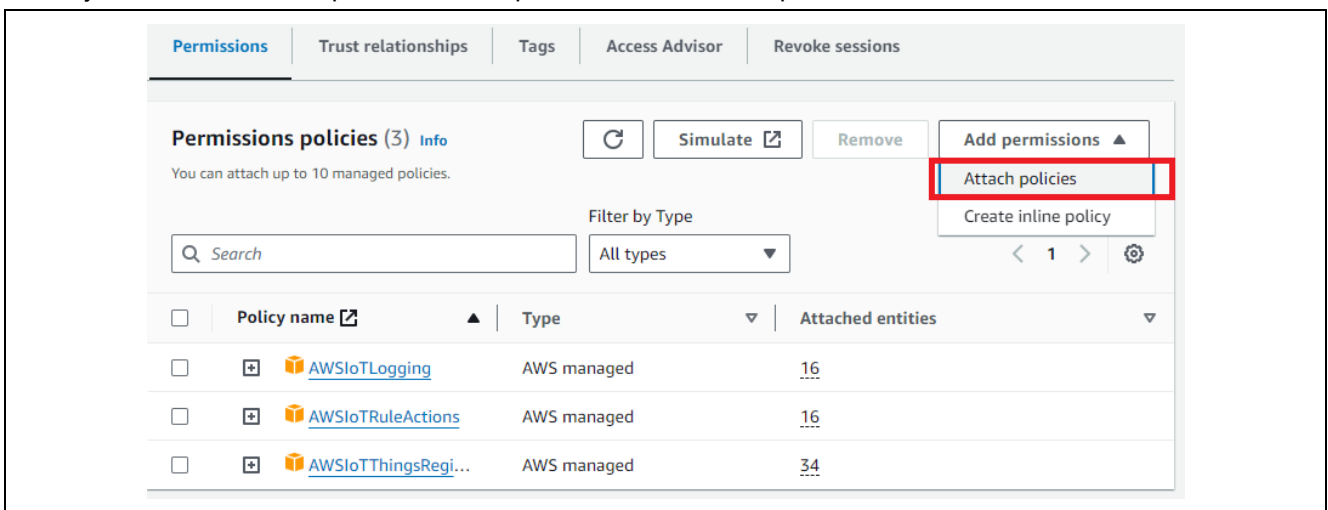 Permissions Trust relationships Tags Access Advisor Revoke sessions
Permissions policies (3) Info Simulate Remove Add permissions
You can attach up to 10 managed policies.
Attach policies
Filter by Type Create inline policy
Search All types 1
Policy name Type Attached entities
AWSIoTLogging AWS managed 16
AWSIoTRuleActions AWS managed 16
AWSIoTThingsRegi... AWS managed 34